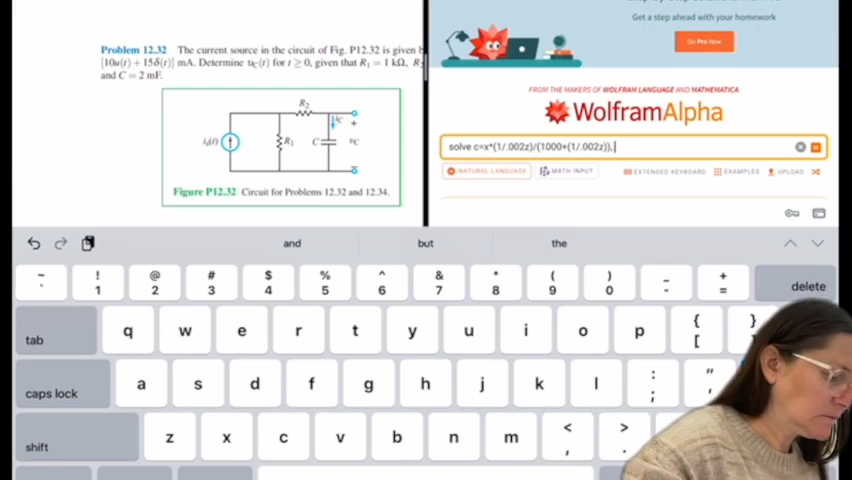 Get a step ahead with your homework
Go Pro Now
Problem 12.32 The current source in the circuit of Fig. P12.32 is given
[10u(t) + 15δ(t)] mA. Determine υC(t) for t ≥ 0, given that R1 = 1 kΩ,
and C = 2 mF.
R2
iC
+
is(t)
R1
C
υC
Figure P12.32 Circuit for Problems 12.32 and 12.34.
FROM THE MAKERS OF WOLFRAM LANGUAGE AND MATHEMATICA
WolframAlpha
solve c=x*(1/.002z)/(1000+(1/.002z)),
NATURAL LANGUAGE
MATH INPUT
EXTENDED KEYBOARD
EXAMPLES
UPLOAD
and but the
~ ! @ # $ % ^ & * ( ) _ +
` 1 2 3 4 5 6 7 8 9 0 - = delete
tab q w e r t y u i o p { [ }
caps lock a s d f g h j k l : ; " '
shift z x c v b n m < , > .